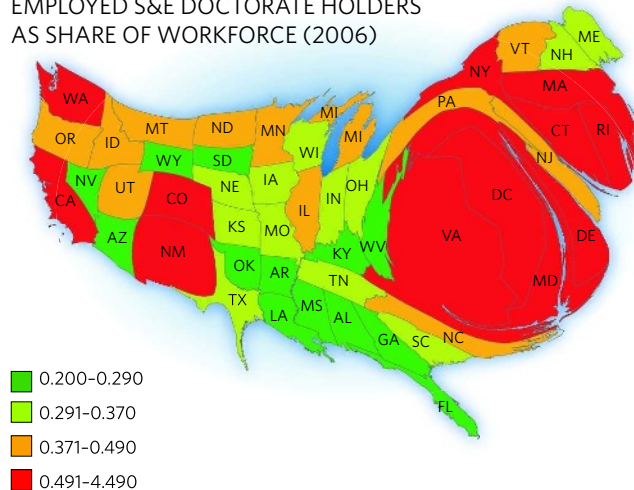 EMPLOYED S&E DOCTORATE HOLDERS
AS SHARE OF WORKFORCE (2006)
ME
VT
NH
NY
WA
MA
PA
MI
MT
ND
MN
MI
CT
RI
OR
ID
WI
NJ
WY
SD
NV
UT
NE
IA
OH
CO
IN
DC
CA
IL
KS
MO
AZ
VA
DE
WV
NM
KY
OK
AR
TN
MD
TX
MS
LA
AL
GA
SC
NC
FL
0.200–0.290
0.291–0.370
0.371–0.490
0.491–4.490